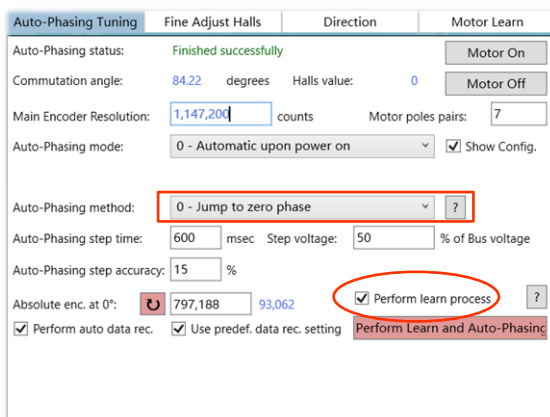 Auto-Phasing Tuning Fine Adjust Halls Direction Motor Learn
Auto-Phasing status: Finished successfully Motor On
Commutation angle: 84.22 degrees Halls value: 0 Motor Off
Main Encoder Resolution: 1,147,200 counts Motor poles pairs: 7
Auto-Phasing mode: 0 - Automatic upon power on Show Config.
Auto-Phasing method: 0 - Jump to zero phase ?
Auto-Phasing step time: 600 msec Step voltage: 50 % of Bus voltage
Auto-Phasing step accuracy: 15 %
Absolute enc. at 0°: 797,188 93,062 Perform learn process ?
Perform auto data rec. Use predef. data rec. setting Perform Learn and Auto-Phasing